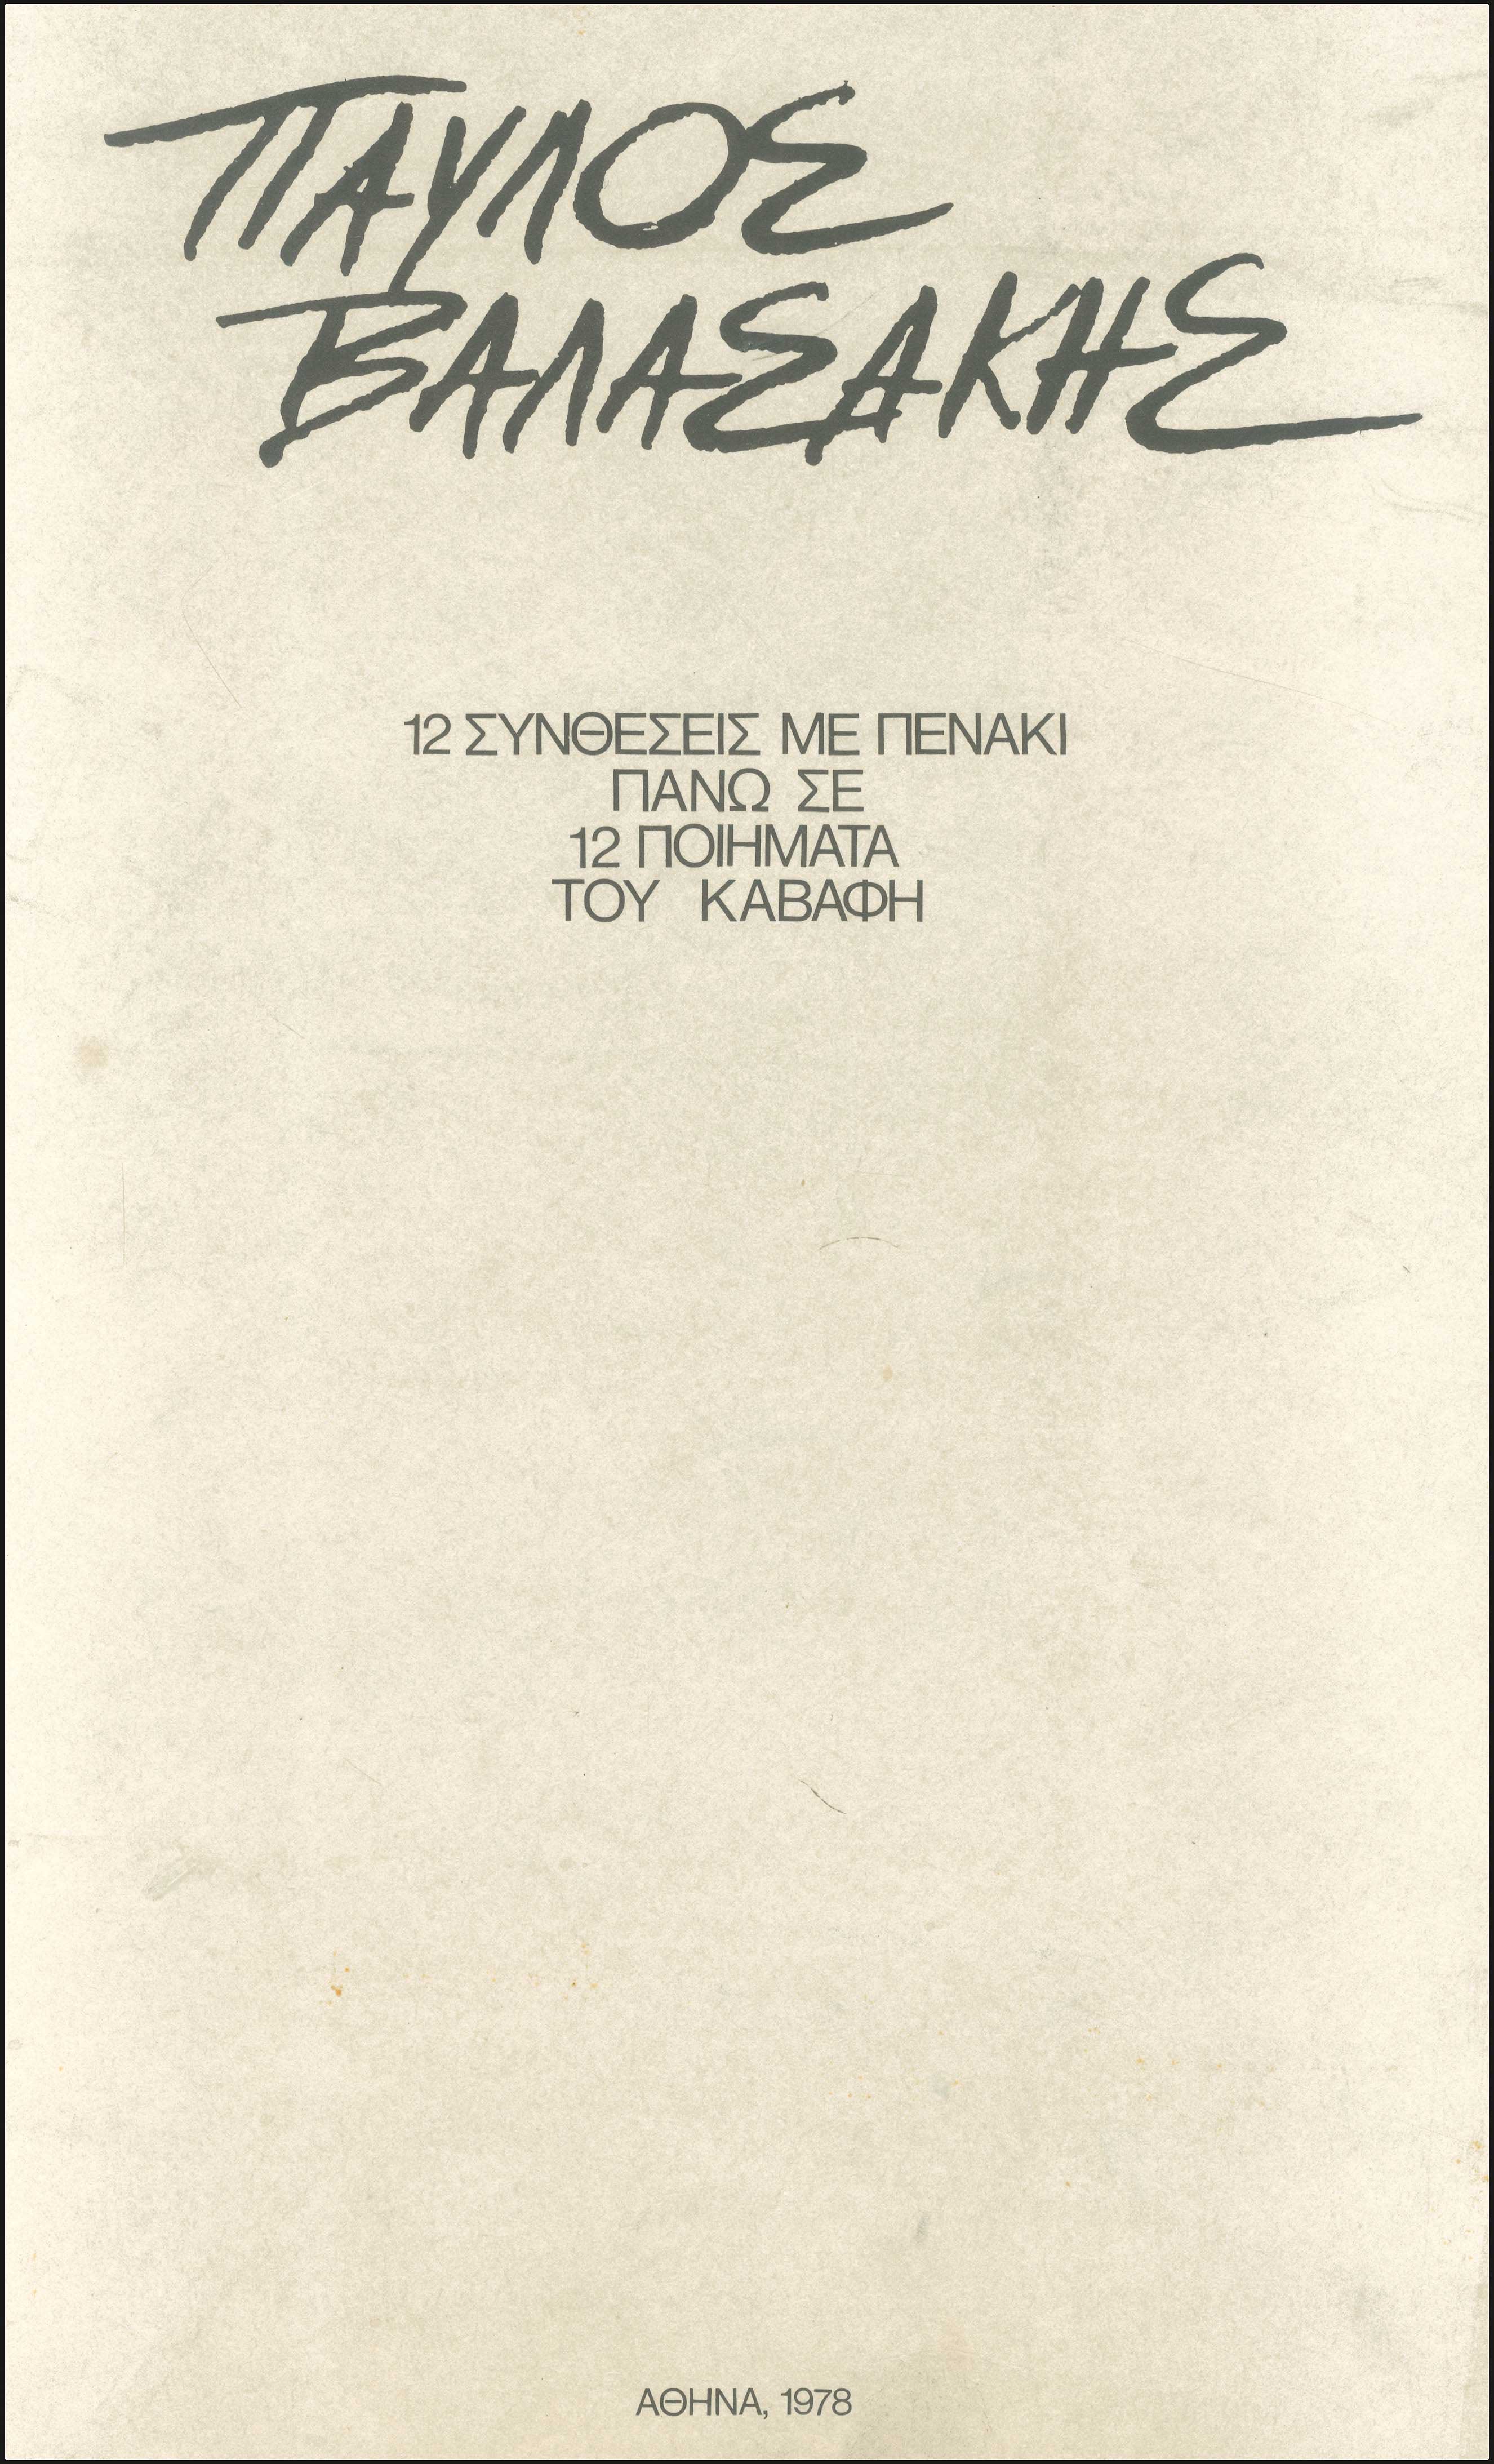 ΠΑΥΛΟΣ
ΒΑΛΑΣΑΚΗΣ
12 ΣΥΝΘΕΣΕΙΣ ΜΕ ΠΕΝΑΚΙ
ΠΑΝΩ ΣΕ
12 ΠΟΙΗΜΑΤΑ
ΤΟΥ ΚΑΒΑΦΗ
ΑΘΗΝΑ, 1978